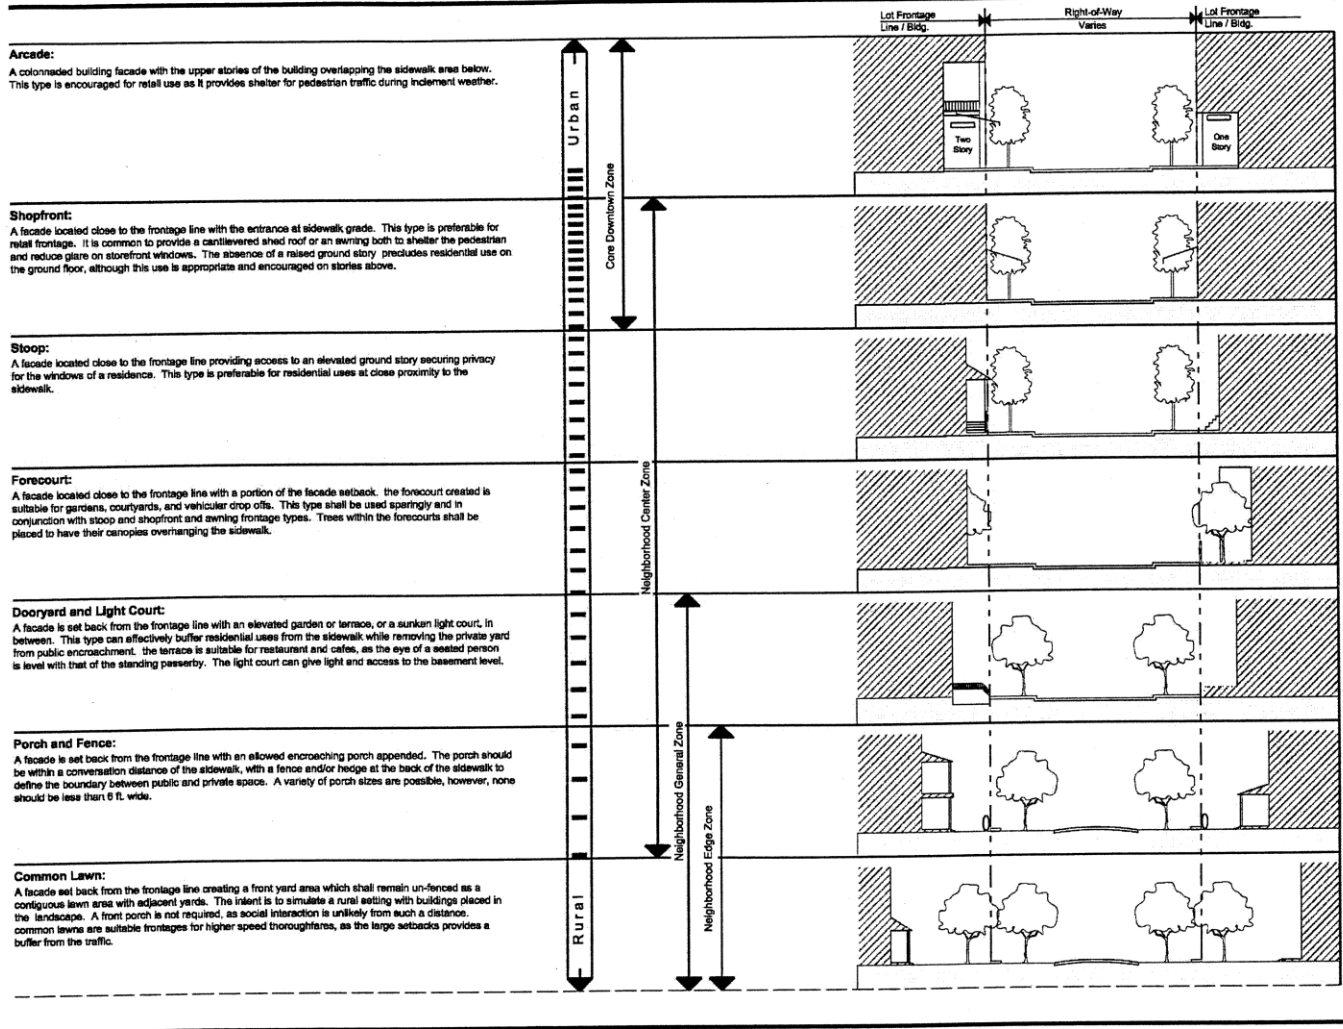 Lot Frontage
Line / Bldg.
Right-of-Way
Varies
Lot Frontage
Line / Bldg.
Arcade:
A colonnaded building facade with the upper stories of the building overlapping the sidewalk area below.
This type is encouraged for retail use as it provides shelter for pedestrian traffic during inclement weather.
Urban
Two
Story
One
Story
Core Downtown Zone
Shopfront:
A facade located close to the frontage line with the entrance at sidewalk grade. This type is preferable for
retail frontage. It is common to provide a cantilevered shed roof or an awning both to shelter the pedestrian
and reduce glare on storefront windows. The absence of a raised ground story precludes residential use on
the ground floor, although this use is appropriate and encouraged on stories above.
Stoop:
A facade located close to the frontage line providing access to an elevated ground story securing privacy
for the windows of a residence. This type is preferable for residential uses at close proximity to the
sidewalk.
Neighborhood Center Zone
Forecourt:
A facade located close to the frontage line with a portion of the facade setback. the forecourt created is
suitable for gardens, courtyards, and vehicular drop offs. This type shall be used sparingly and in
conjunction with stoop and shopfront and awning frontage types. Trees within the forecourts shall be
placed to have their canopies overhanging the sidewalk.
Dooryard and Light Court:
A facade is set back from the frontage line with an elevated garden or terrace, or a sunken light court, in
between. This type can effectively buffer residential uses from the sidewalk while removing the private yard
from public encroachment. the terrace is suitable for restaurant and cafes, as the eye of a seated person
is level with that of the standing passerby. The light court can give light and access to the basement level.
Neighborhood General Zone
Porch and Fence:
A facade is set back from the frontage line with an allowed encroaching porch appended. The porch should
be within a conversation distance of the sidewalk, with a fence and/or hedge at the back of the sidewalk to
define the boundary between public and private space. A variety of porch sizes are possible, however, none
should be less than 6 ft. wide.
Neighborhood Edge Zone
Common Lawn:
A facade set back from the frontage line creating a front yard area which shall remain un-fenced as a
contiguous lawn area with adjacent yards. The intent is to simulate a rural setting with buildings placed in
the landscape. A front porch is not required, as social interaction is unlikely from such a distance.
common lawns are suitable frontages for higher speed thoroughfares, as the large setbacks provides a
buffer from the traffic.
Rural